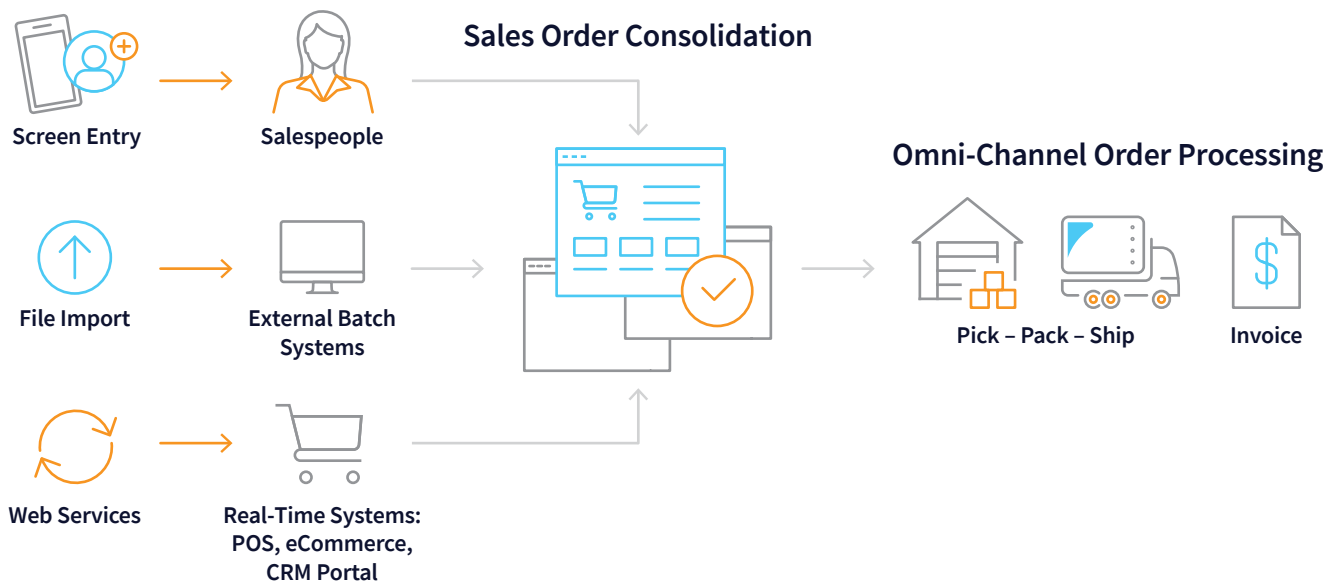 Sales Order Consolidation
Screen Entry
Salespeople
Omni-Channel Order Processing
File Import
External Batch
Systems
Pick – Pack – Ship
Invoice
$
Web Services
Real-Time Systems:
POS, eCommerce,
CRM Portal